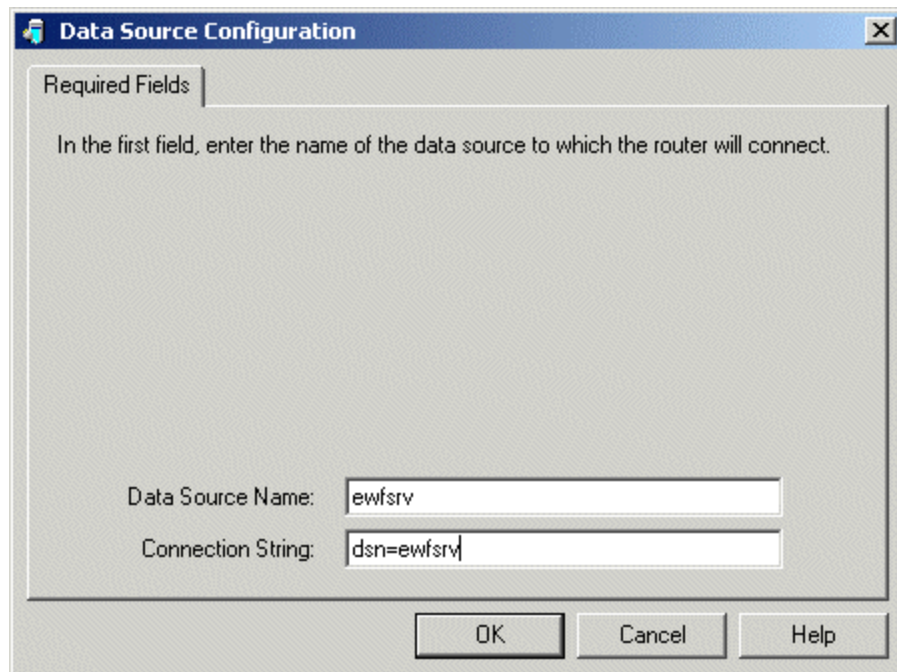 Data Source Configuration
Required Fields
In the first field, enter the name of the data source to which the router will connect.
Data Source Name: ewfsrv
Connection String: dsn=ewfsrv
OK Cancel Help